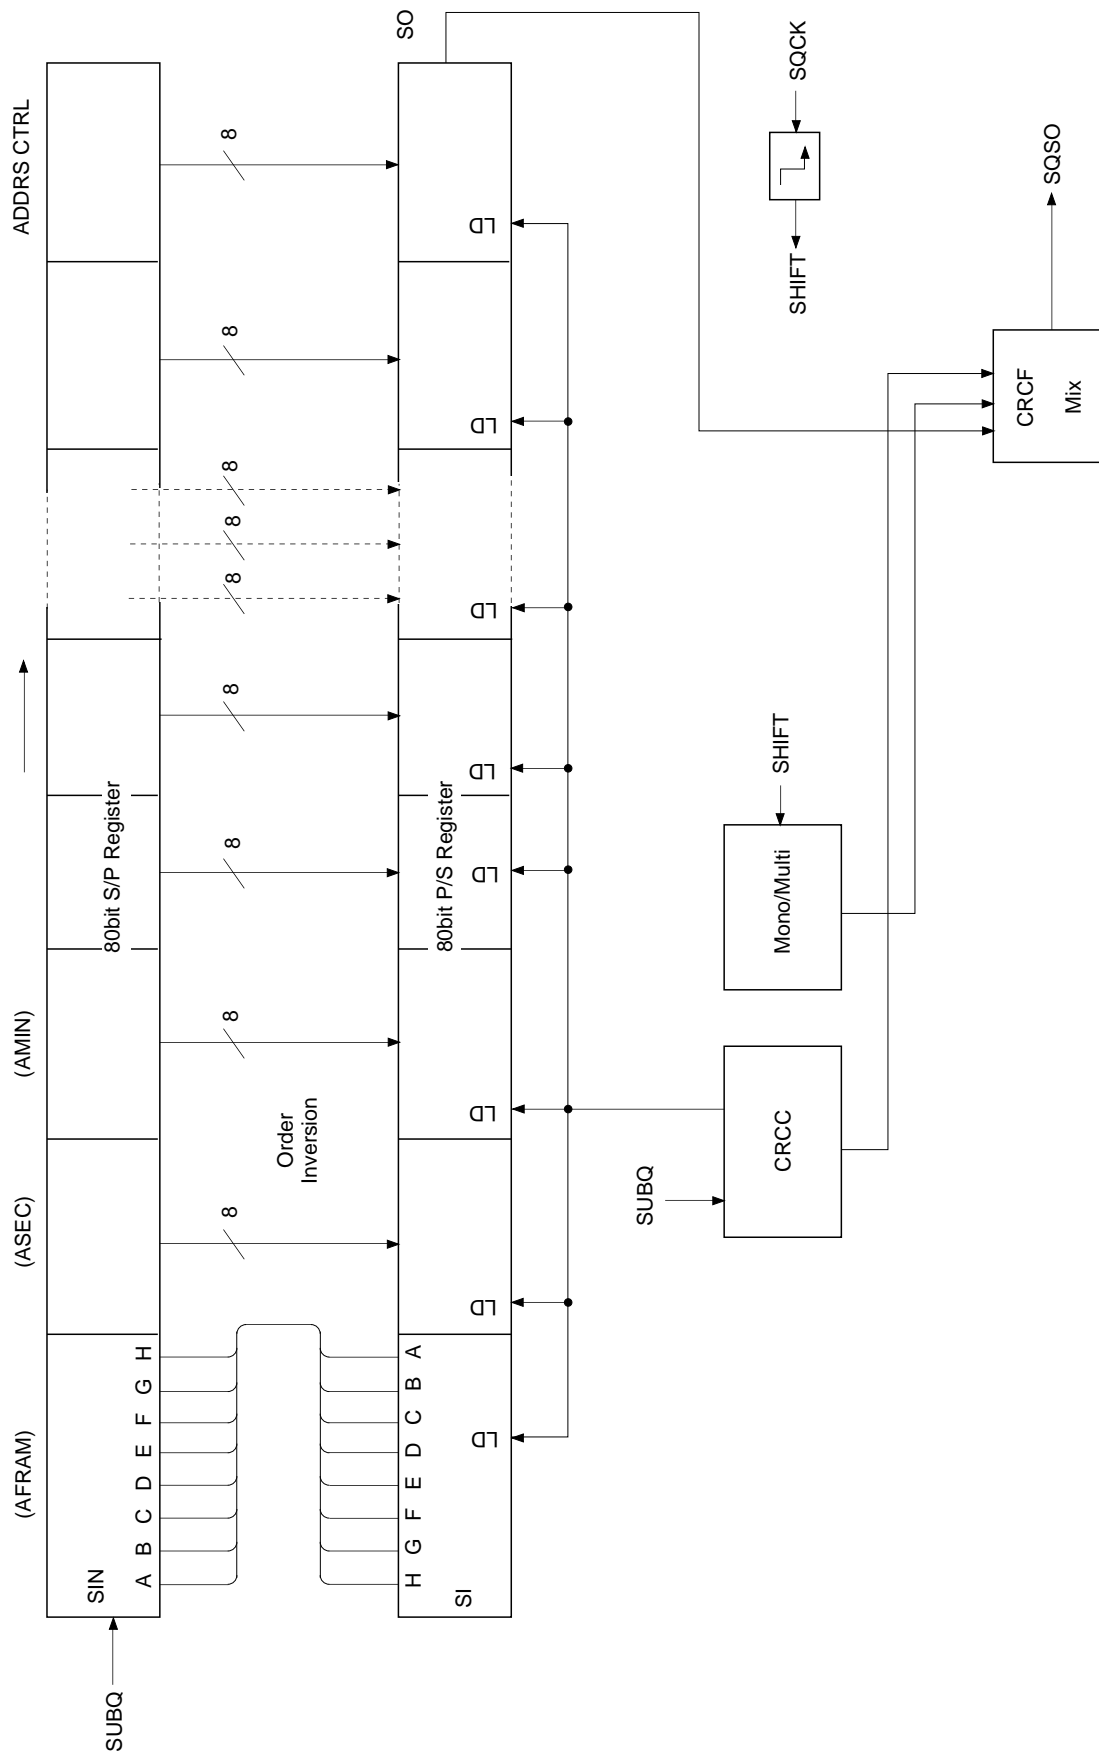 (AFRAM)
(ASEC)
(AMIN)
ADDRS CTRL
SUBQ
SIN
80bit S/P Register
A B C D E F G H
8
8
8
8
8
8
8
8
8
Order
Inversion
H G F E D C B A
SI
80bit P/S Register
SO
LD
LD
LD
LD
LD
LD
LD
LD
SUBQ
CRCC
Mono/Multi
SHIFT
SHIFT
SQCK
CRCF
Mix
SQSO